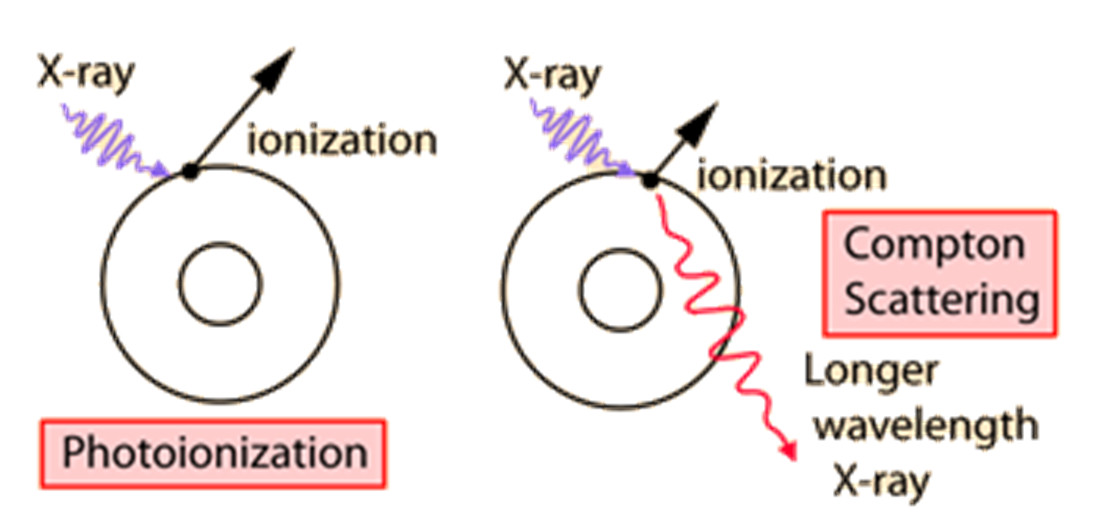 X-ray
ionization
Photoionization
X-ray
ionization
Compton
Scattering
Longer
wavelength
X-ray